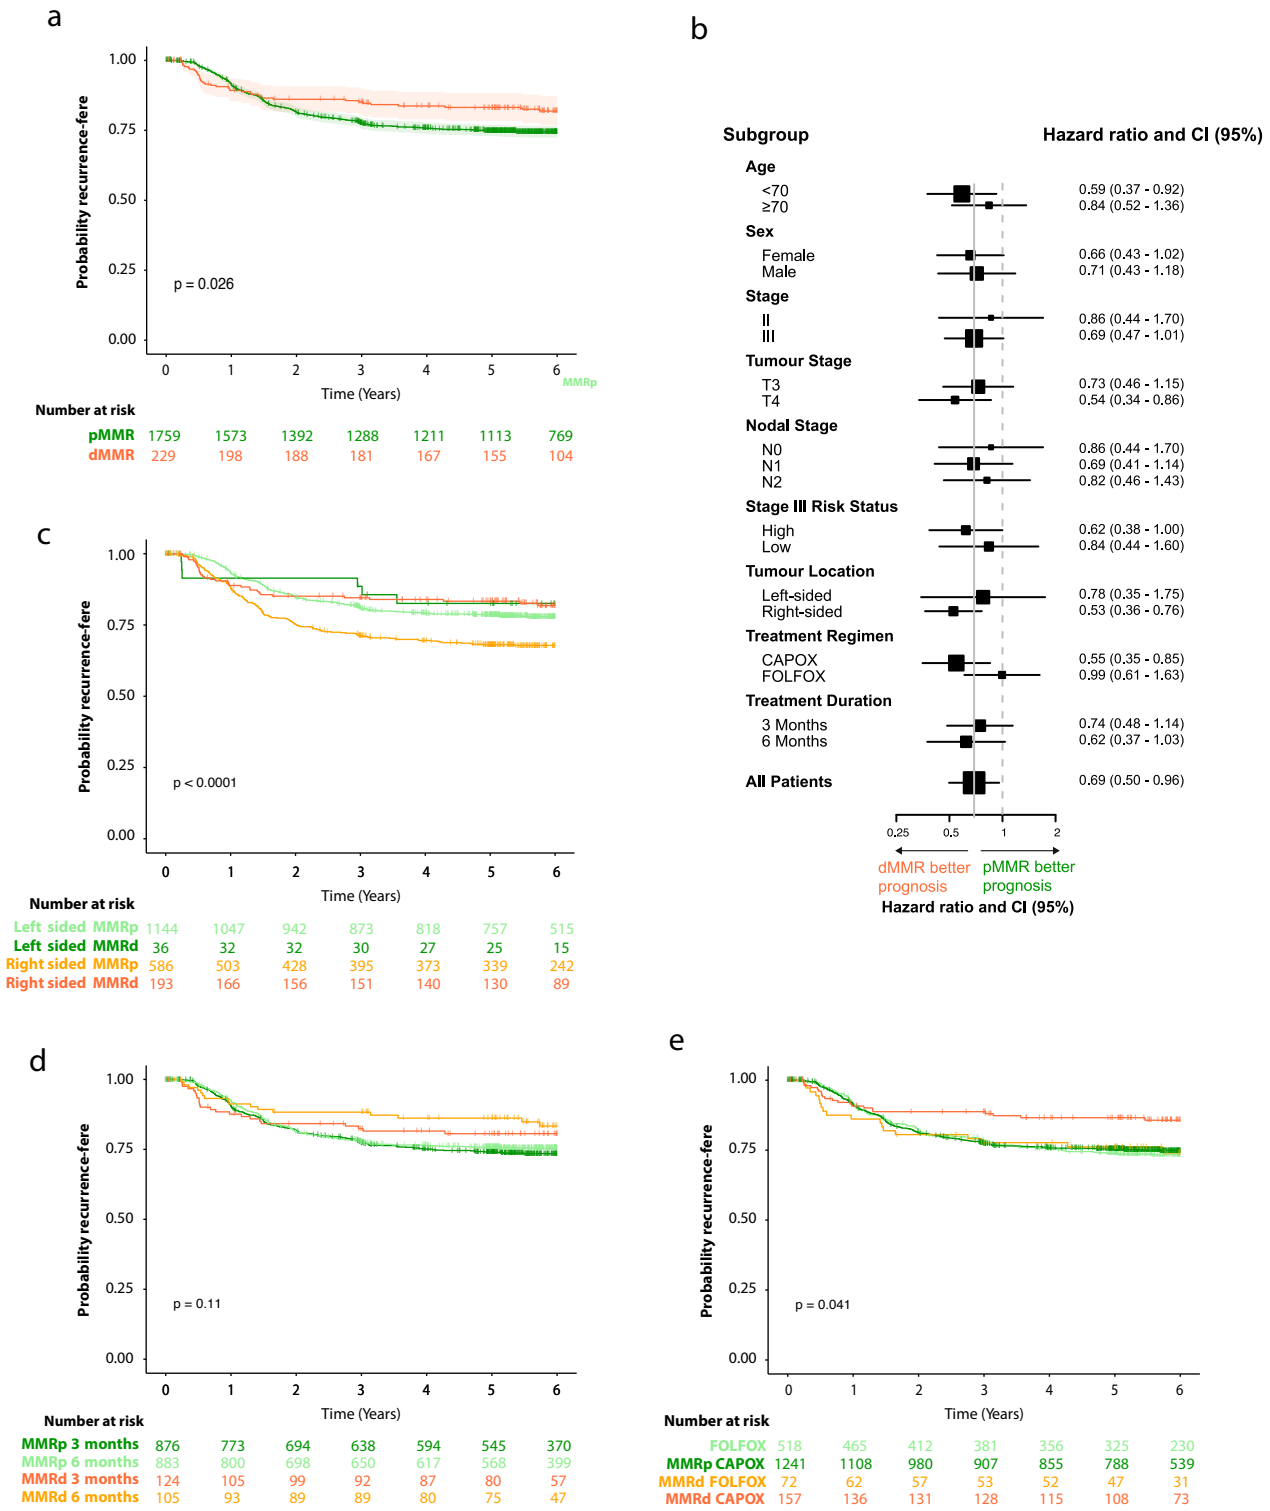 a
1.00
0.75
0.50
0.25
0.00
Probability recurrence-fere
p = 0.026
0 1 2 3 4 5 6
MMRp
Time (Years)
Number at risk
pMMR 1759 1573 1392 1288 1211 1113 769
dMMR 229 198 188 181 167 155 104
b
Subgroup Hazard ratio and CI (95%)
Age
<70 0.59 (0.37 - 0.92)
≥70 0.84 (0.52 - 1.36)
Sex
Female 0.66 (0.43 - 1.02)
Male 0.71 (0.43 - 1.18)
Stage
II 0.86 (0.44 - 1.70)
III 0.69 (0.47 - 1.01)
Tumour Stage
T3 0.73 (0.46 - 1.15)
T4 0.54 (0.34 - 0.86)
Nodal Stage
N0 0.86 (0.44 - 1.70)
N1 0.69 (0.41 - 1.14)
N2 0.82 (0.46 - 1.43)
Stage III Risk Status
High 0.62 (0.38 - 1.00)
Low 0.84 (0.44 - 1.60)
Tumour Location
Left-sided 0.78 (0.35 - 1.75)
Right-sided 0.53 (0.36 - 0.76)
Treatment Regimen
CAPOX 0.55 (0.35 - 0.85)
FOLFOX 0.99 (0.61 - 1.63)
Treatment Duration
3 Months 0.74 (0.48 - 1.14)
6 Months 0.62 (0.37 - 1.03)
All Patients 0.69 (0.50 - 0.96)
0.25 0.5 1 2
dMMR better pMMR better
prognosis prognosis
Hazard ratio and CI (95%)
c
1.00
0.75
0.50
0.25
0.00
Probability recurrence-fere
p < 0.0001
0 1 2 3 4 5 6
Time (Years)
Number at risk
Left sided MMRp 1144 1047 942 873 818 757 515
Left sided MMRd 36 32 32 30 27 25 15
Right sided MMRp 586 503 428 395 373 339 242
Right sided MMRd 193 166 156 151 140 130 89
d
1.00
0.75
0.50
0.25
0.00
Probability recurrence-fere
p = 0.11
0 1 2 3 4 5 6
Time (Years)
Number at risk
MMRp 3 months 876 773 694 638 594 545 370
MMRp 6 months 883 800 698 650 617 568 399
MMRd 3 months 124 105 99 92 87 80 57
MMRd 6 months 105 93 89 89 80 75 47
e
1.00
0.75
0.50
0.25
0.00
Probability recurrence-fere
p = 0.041
0 1 2 3 4 5 6
Time (Years)
Number at risk
FOLFOX 518 465 412 381 356 325 230
MMRp CAPOX 1241 1108 980 907 855 788 539
MMRd FOLFOX 72 62 57 53 52 47 31
MMRd CAPOX 157 136 131 128 115 108 73